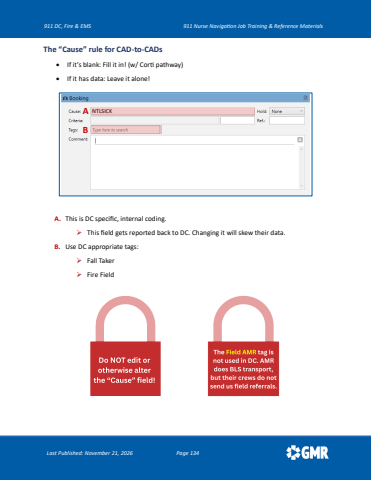 911 DC, Fire & EMS 911 Nurse Navigation Job Training & Reference Materials
The “Cause” rule for CAD-to-CADs
• If it's blank: Fill it in! (w/ Corti pathway)
• If it has data: Leave it alone!
Booking
Cause: A NTLSICK Hold: None
Criteria: Ref.:
Tags: B Type here to search
Comment:
A. This is DC specific, internal coding.
➢ This field gets reported back to DC. Changing it will skew their data.
B. Use DC appropriate tags:
➢ Fall Taker
➢ Fire Field
Do NOT edit or
otherwise alter
the “Cause” field!
The Field AMR tag is
not used in DC. AMR
does BLS transport,
but their crews do not
send us field referrals.
Last Published: November 21, 2026 Page 134
GMR